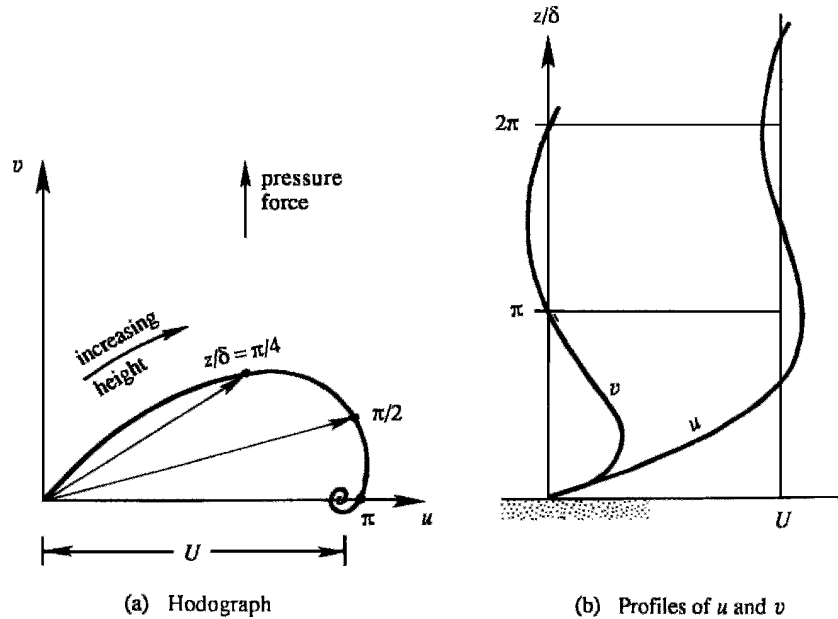 v
pressure
force
increasing
height
z/δ = π/4
π/2
π
u
U
(a) Hodograph
z/δ
2π
π
v
u
U
(b) Profiles of u and v